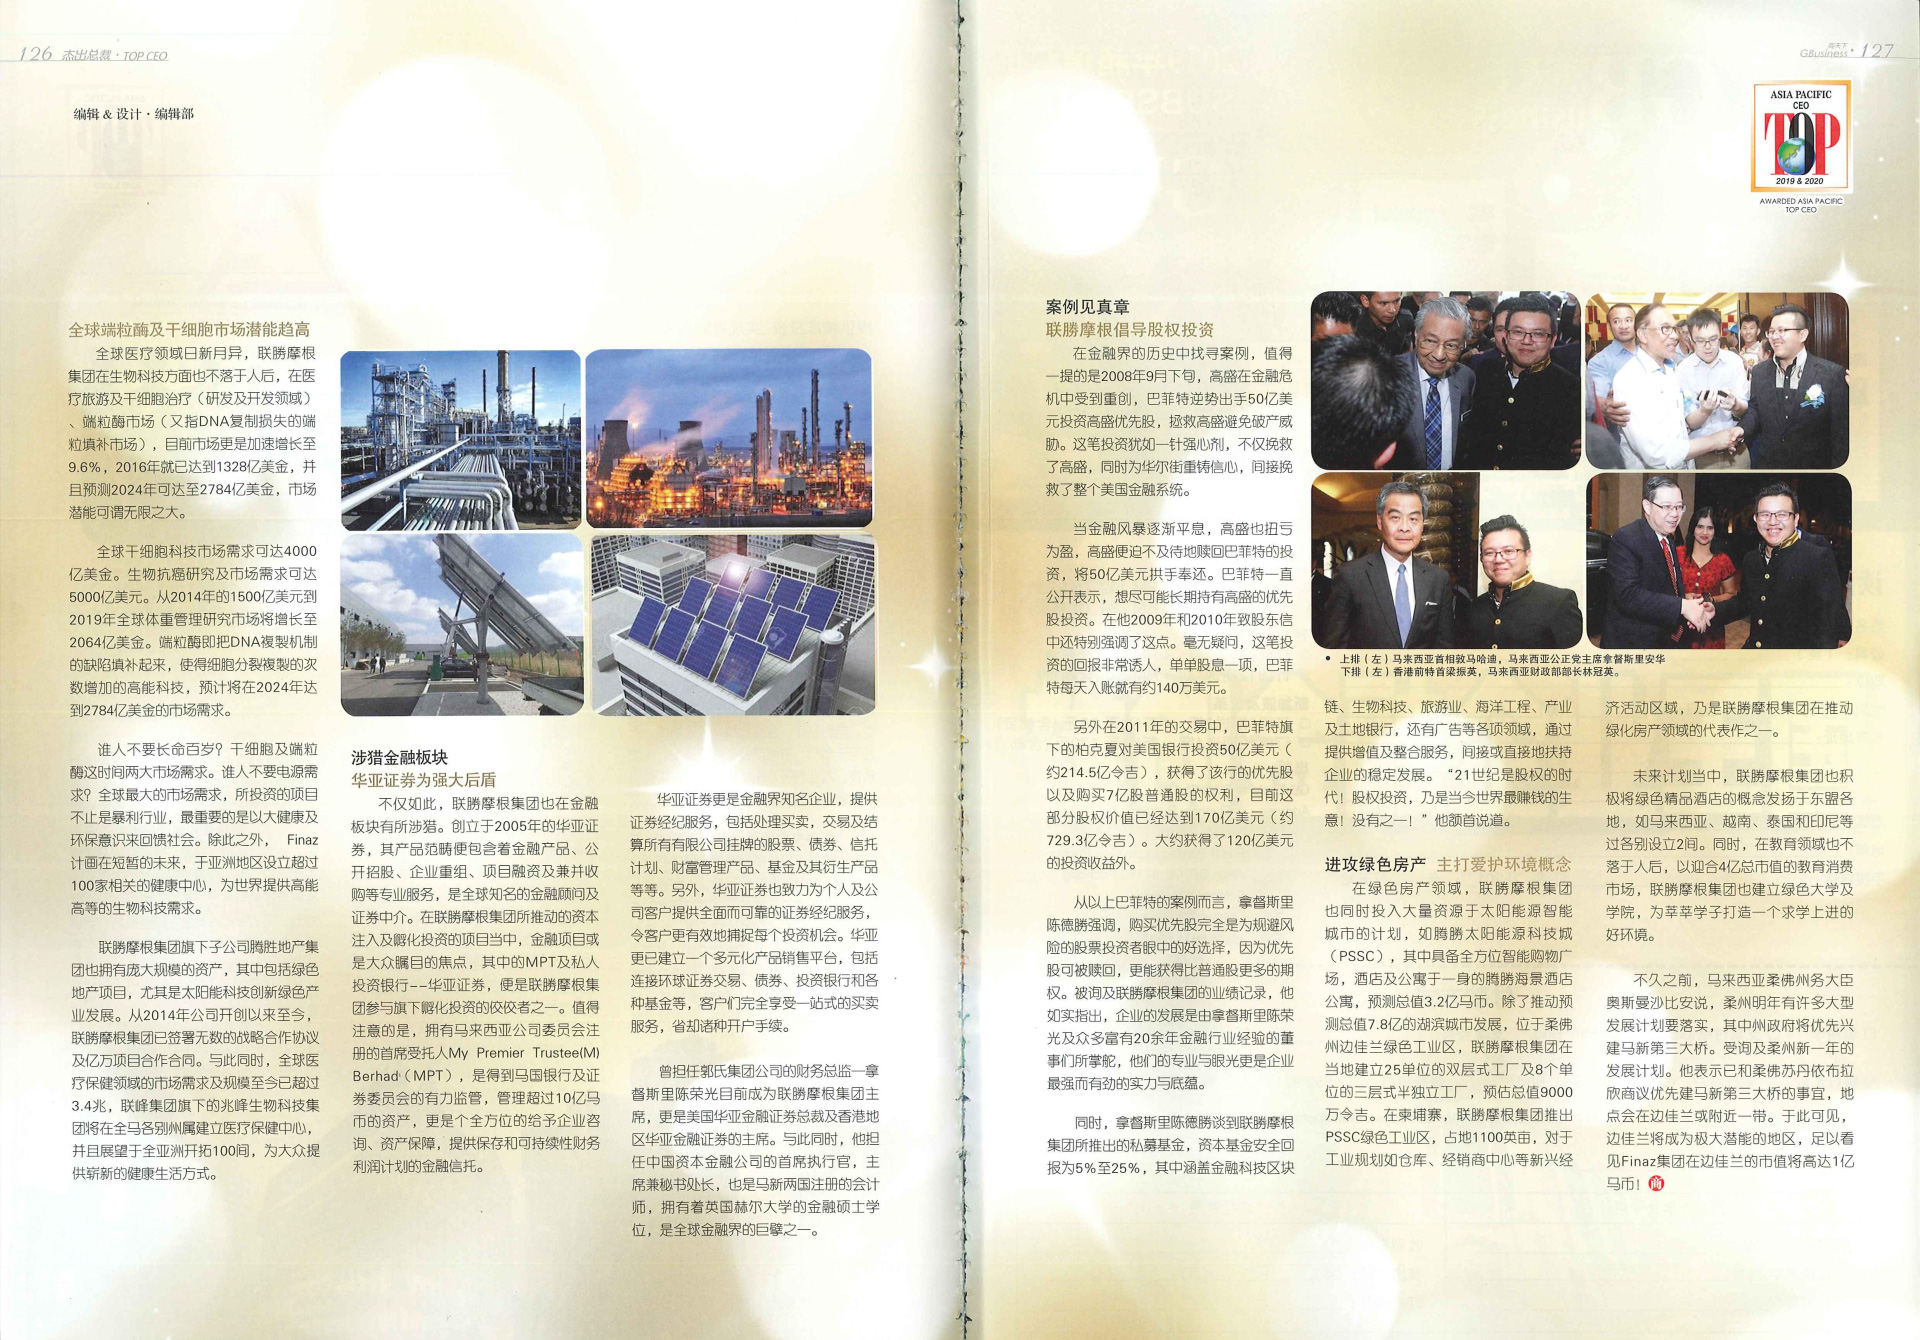 126 杰出总裁·TOP CEO
编辑 & 设计·编辑部
全球端粒酶及干细胞市场潜能趋高
全球医疗领域日新月异，联勝摩根
集团在生物科技方面也不落于人后，在医
疗旅游及干细胞治疗（研发及开发领域）
、端粒酶市场（又指DNA复制损失的端
粒填补市场），目前市场更是加速增长至
9.6%，2016年就已达到1328亿美金，并
且预测2024年可达至2784亿美金，市场
潜能可谓无限之大。
全球干细胞科技市场需求可达4000
亿美金。生物抗癌研究及市场需求可达
5000亿美元。从2014年的1500亿美元到
2019年全球体重管理研究市场将增长至
2064亿美金。端粒酶即把DNA複製机制
的缺陷填补起来，使得细胞分裂複製的次
数增加的高能科技，预计将在2024年达
到2784亿美金的市场需求。
谁人不要长命百岁？干细胞及端粒
酶这时间两大市场需求。谁人不要电源需
求？全球最大的市场需求，所投资的项目
不止是暴利行业，最重要的是以大健康及
环保意识来回馈社会。除此之外， Finaz
计画在短暂的未来，于亚洲地区设立超过
100家相关的健康中心，为世界提供高能
高等的生物科技需求。
联勝摩根集团旗下子公司腾胜地产集
团也拥有庞大规模的资产，其中包括绿色
地产项目，尤其是太阳能科技创新绿色产
业发展。从2014年公司开创以来至今，
联勝摩根集团已签署无数的战略合作协议
及亿万项目合作合同。与此同时，全球医
疗保健领域的市场需求及规模至今已超过
3.4兆，联峰集团旗下的兆峰生物科技集
团将在全马各别州属建立医疗保健中心，
并且展望于全亚洲开拓100间，为大众提
供崭新的健康生活方式。
涉猎金融板块
华亚证券为强大后盾
不仅如此，联勝摩根集团也在金融
板块有所涉猎。创立于2005年的华亚证
券，其产品范畴便包含着金融产品、公
开招股、企业重组、项目融资及兼并收
购等专业服务，是全球知名的金融顾问及
证券中介。在联勝摩根集团所推动的资本
注入及孵化投资的项目当中，金融项目或
是大众瞩目的焦点，其中的MPT及私人
投资银行--华亚证券，便是联勝摩根集
团参与旗下孵化投资的佼佼者之一。值得
注意的是，拥有马来西亚公司委员会注
册的首席受托人My Premier Trustee(M)
Berhad（MPT），是得到马国银行及证
券委员会的有力监管，管理超过10亿马
币的资产，更是个全方位的给予企业咨
询、资产保障，提供保存和可持续性财务
利润计划的金融信托。
华亚证券更是金融界知名企业，提供
证券经纪服务，包括处理买卖，交易及结
算所有有限公司挂牌的股票、债券、信托
计划、财富管理产品、基金及其衍生产品
等等。另外，华亚证券也致力为个人及公
司客户提供全面而可靠的证券经纪服务，
令客户更有效地捕捉每个投资机会。华亚
更已建立一个多元化产品销售平台，包括
连接环球证券交易、债券、投资银行和各
种基金等，客户们完全享受一站式的买卖
服务，省却诸种开户手续。
曾担任郭氏集团公司的财务总监—拿
督斯里陈荣光目前成为联勝摩根集团主
席，更是美国华亚金融证券总裁及香港地
区华亚金融证券的主席。与此同时，他担
任中国资本金融公司的首席执行官，主
席兼秘书处长，也是马新两国注册的会计
师，拥有着英国赫尔大学的金融硕士学
位，是全球金融界的巨擘之一。
商天下
GBusiness · 127
ASIA PACIFIC
CEO
TOP
2019 & 2020
AWARDED ASIA PACIFIC
TOP CEO
案例见真章
联勝摩根倡导股权投资
在金融界的历史中找寻案例，值得
一提的是2008年9月下旬，高盛在金融危
机中受到重创，巴菲特逆势出手50亿美
元投资高盛优先股，拯救高盛避免破产威
胁。这笔投资犹如一针强心剂，不仅挽救
了高盛，同时为华尔街重铸信心，间接挽
救了整个美国金融系统。
当金融风暴逐渐平息，高盛也扭亏
为盈，高盛便迫不及待地赎回巴菲特的投
资，将50亿美元拱手奉还。巴菲特一直
公开表示，想尽可能长期持有高盛的优先
股投资。在他2009年和2010年致股东信
中还特别强调了这点。毫无疑问，这笔投
资的回报非常诱人，单单股息一项，巴菲
特每天入账就有约140万美元。
另外在2011年的交易中，巴菲特旗
下的柏克夏对美国银行投资50亿美元（
约214.5亿令吉），获得了该行的优先股
以及购买7亿股普通股的权利，目前这
部分股权价值已经达到170亿美元（约
729.3亿令吉）。大约获得了120亿美元
的投资收益外。
从以上巴菲特的案例而言，拿督斯里
陈德勝强调，购买优先股完全是为规避风
险的股票投资者眼中的好选择，因为优先
股可被赎回，更能获得比普通股更多的期
权。被询及联勝摩根集团的业绩记录，他
如实指出，企业的发展是由拿督斯里陈荣
光及众多富有20余年金融行业经验的董
事们所掌舵，他们的专业与眼光更是企业
最强而有劲的实力与底蕴。
同时，拿督斯里陈德勝谈到联勝摩根
集团所推出的私募基金，资本基金安全回
报为5%至25%，其中涵盖金融科技区块
• 上排（左）马来西亚首相敦马哈迪，马来西亚公正党主席拿督斯里安华
下排（左）香港前特首梁振英，马来西亚财政部部长林冠英。
链、生物科技、旅游业、海洋工程、产业
及土地银行，还有广告等各项领域，通过
提供增值及整合服务，间接或直接地扶持
企业的稳定发展。“21世纪是股权的时
代！股权投资，乃是当今世界最赚钱的生
意！没有之一！”他颔首说道。
进攻绿色房产 主打爱护环境概念
在绿色房产领域，联勝摩根集团
也同时投入大量资源于太阳能源智能
城市的计划，如腾勝太阳能源科技城
（PSSC），其中具备全方位智能购物广
场，酒店及公寓于一身的腾勝海景酒店
公寓，预测总值3.2亿马币。除了推动预
测总值7.8亿的湖滨城市发展，位于柔佛
州边佳兰绿色工业区，联勝摩根集团在
当地建立25单位的双层式工厂及8个单
位的三层式半独立工厂，预估总值9000
万令吉。在柬埔寨，联勝摩根集团推出
PSSC绿色工业区，占地1100英亩，对于
工业规划如仓库、经销商中心等新兴经
济活动区域，乃是联勝摩根集团在推动
绿化房产领域的代表作之一。
未来计划当中，联勝摩根集团也积
极将绿色精品酒店的概念发扬于东盟各
地，如马来西亚、越南、泰国和印尼等
过各别设立2间。同时，在教育领域也不
落于人后，以迎合4亿总市值的教育消费
市场，联勝摩根集团也建立绿色大学及
学院，为莘莘学子打造一个求学上进的
好环境。
不久之前，马来西亚柔佛州务大臣
奥斯曼沙比安说，柔州明年有许多大型
发展计划要落实，其中州政府将优先兴
建马新第三大桥。受询及柔州新一年的
发展计划。他表示已和柔佛苏丹依布拉
欣商议优先建马新第三大桥的事宜，地
点会在边佳兰或附近一带。于此可见，
边佳兰将成为极大潜能的地区，足以看
见Finaz集团在边佳兰的市值将高达1亿
马币！ 商